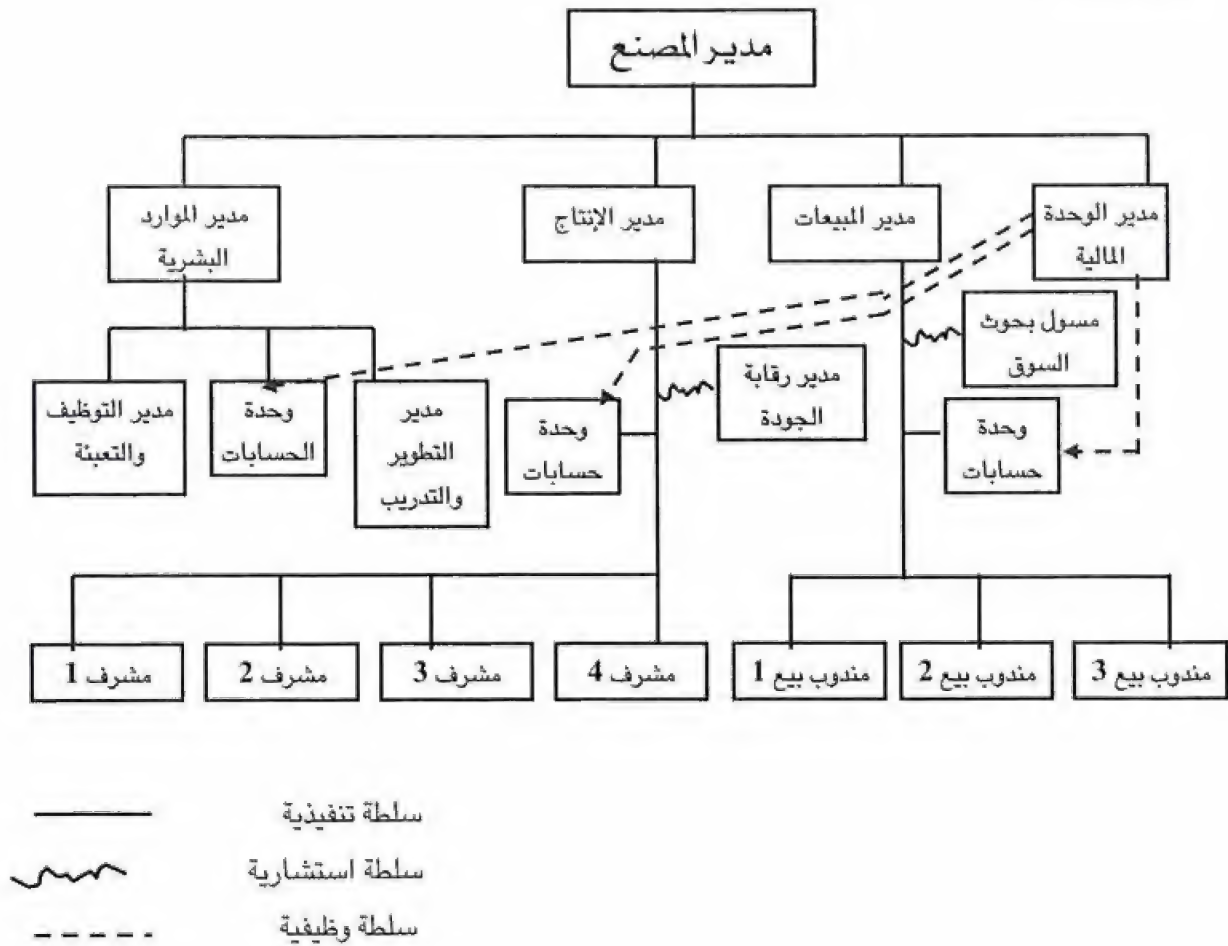 مدير المصنع
مدير الوحدة
المالية
مدير المبيعات
مدير الإنتاج
مدير الموارد
البشرية
مسول بحوث
السوق
مدير رقابة
الجودة
وحدة
حسابات
وحدة
حسابات
مدير
التطوير
والتدريب
وحدة
الحسابات
مدير التوظيف
والتعبئة
مندوب بيع 3
مندوب بيع 2
مندوب بيع 1
مشرف 4
مشرف 3
مشرف 2
مشرف 1
سلطة تنفيذية
سلطة استشارية
سلطة وظيفية